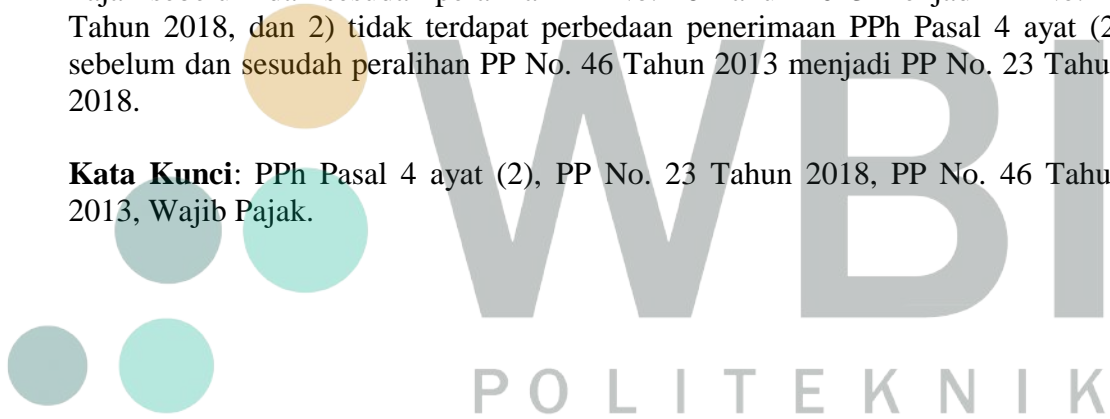 Tahun 2018, dan 2) tidak terdapat perbedaan penerimaan PPh Pasal 4 ayat (2
sebelum dan sesudah peralihan PP No. 46 Tahun 2013 menjadi PP No. 23 Tahu
2018.
Kata Kunci: PPh Pasal 4 ayat (2), PP No. 23 Tahun 2018, PP No. 46 Tahu
2013, Wajib Pajak.
WBI
POLITEKNIK